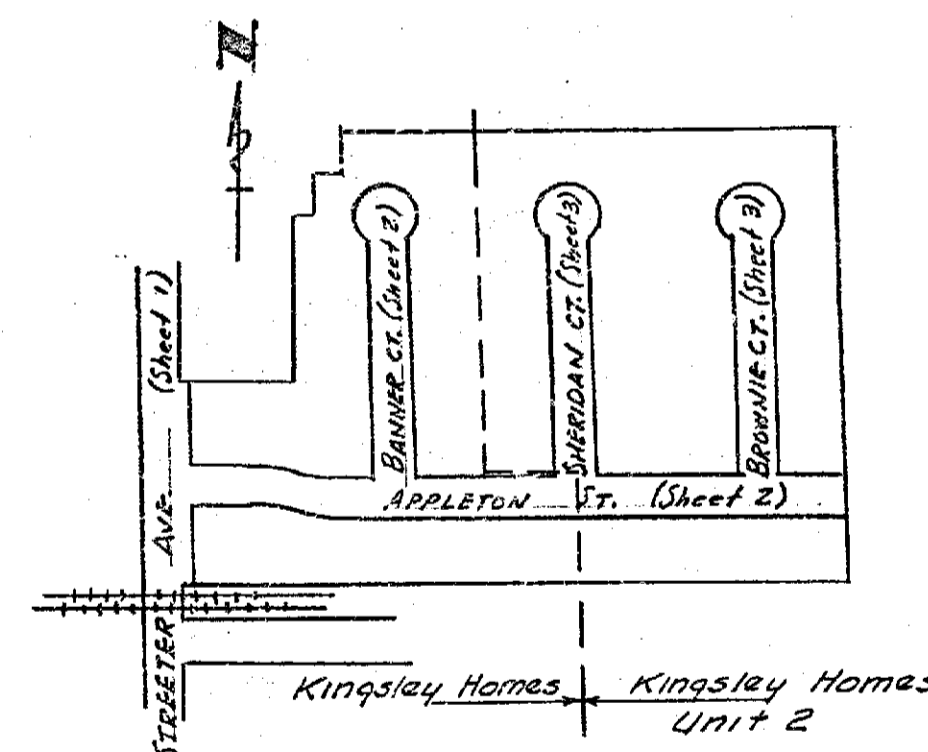 N
(Sheet 1)
STREETER AVE.
BANNER CT. (Sheet 2)
SHERIDAN CT. (Sheet 3)
BROWNIE CT. (Sheet 3)
APPLETON ST. (Sheet 2)
Kingsley Homes
Kingsley Homes
Unit 2